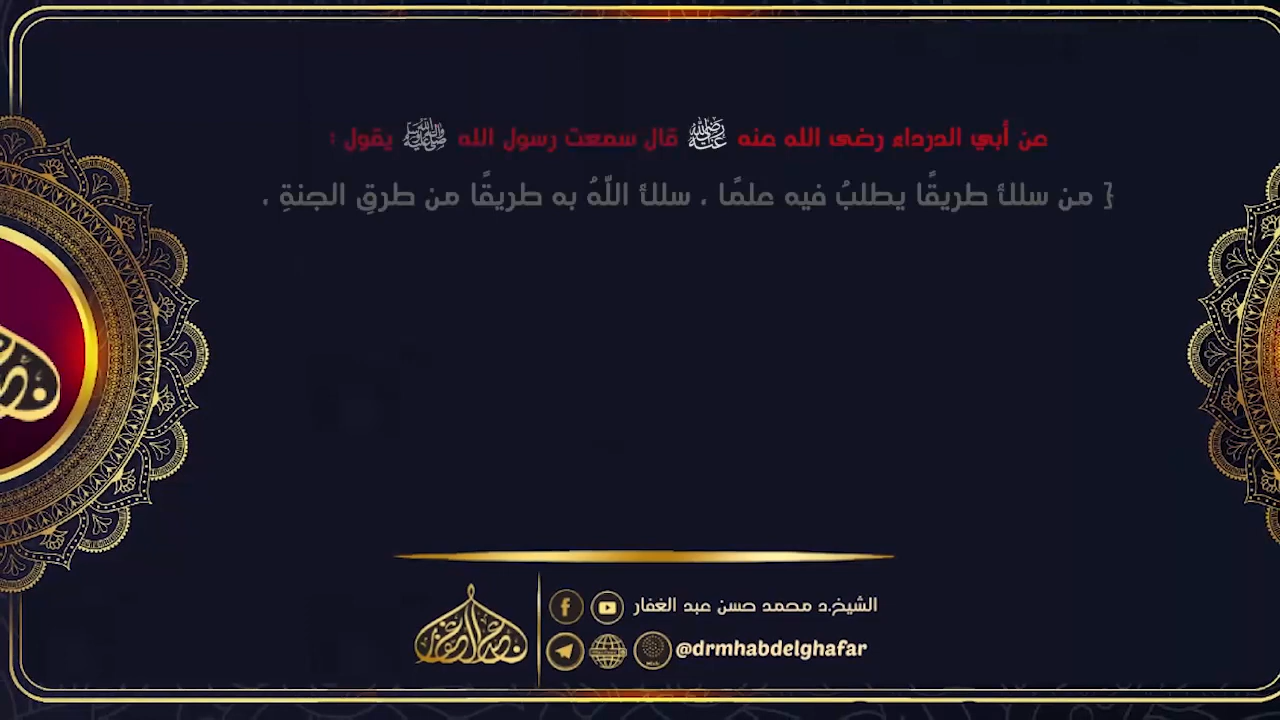 عن أبي الدرداء رضى الله عنه ؓ قال سمعت رسول الله ﷺ يقول :
{ من سلك طريقًا يطلبُ فيه علمًا ، سلك اللّهُ به طريقًا من طرقِ الجنةِ ،
الشيخ.د محمد حسن عبد الغفار
@drmhabdelghafar